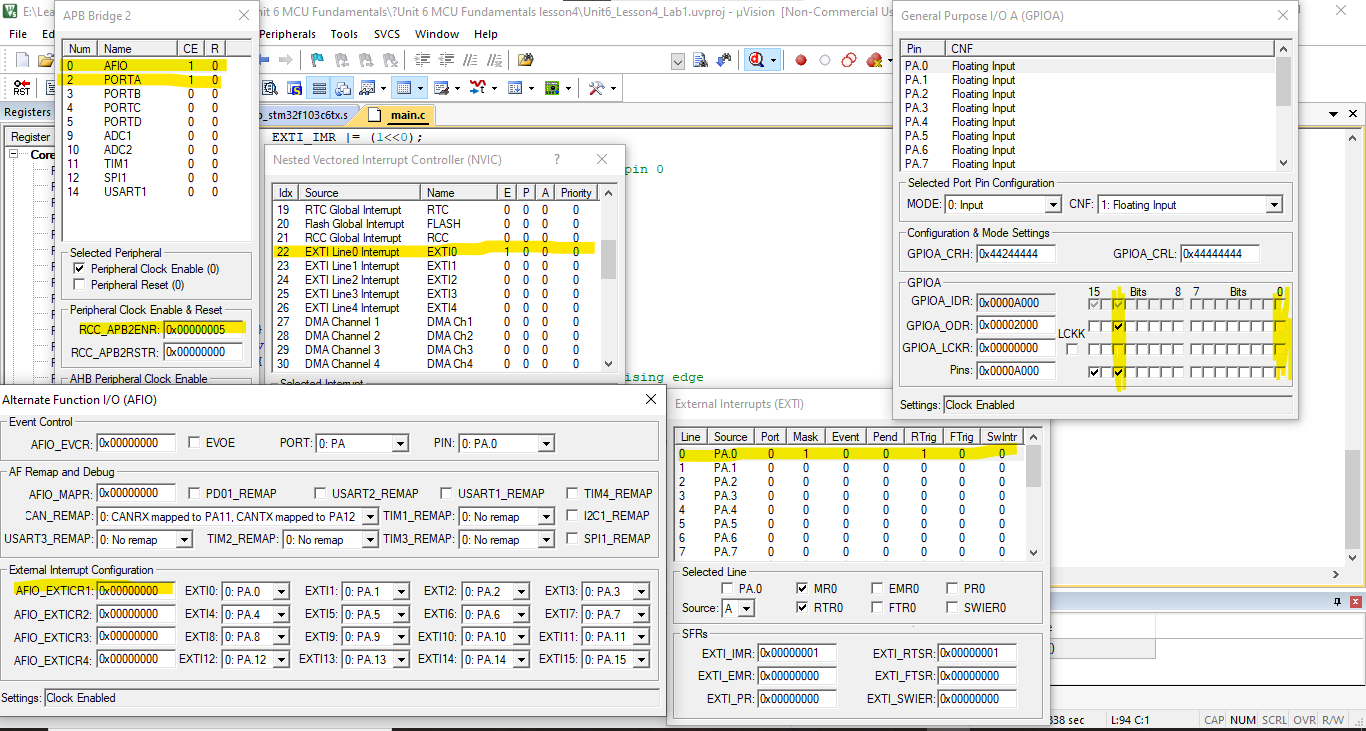 E:\Lea
6 MCU Fundamentals\?Unit 6 MCU Fundamentals lesson4\Unit6_Lesson4_Lab1.uvproj - µVision [Non-Commercial Us
File Ed
Peripherals Tools SVCS Window Help
RST
Registers
Register
Core
o_stm32f103c6tx.s
main.c
EXTI_IMR |= (1<<0);
pin 0
ising edge
APB Bridge 2
Num Name CE R
0 AFIO 1 0
2 PORTA 1 0
3 PORTB 0 0
4 PORTC 0 0
5 PORTD 0 0
9 ADC1 0 0
10 ADC2 0 0
11 TIM1 0 0
12 SPI1 0 0
14 USART1 0 0
Selected Peripheral
Peripheral Clock Enable (0)
Peripheral Reset (0)
Peripheral Clock Enable & Reset
RCC_APB2ENR: 0x00000005
RCC_APB2RSTR: 0x00000000
AHB Peripheral Clock Enable
Nested Vectored Interrupt Controller (NVIC)
?
Idx Source Name E P A Priority
19 RTC Global Interrupt RTC 0 0 0 0
20 Flash Global Interrupt FLASH 0 0 0 0
21 RCC Global Interrupt RCC 0 0 0 0
22 EXTI Line0 Interrupt EXTI0 1 0 0 0
23 EXTI Line1 Interrupt EXTI1 0 0 0 0
24 EXTI Line2 Interrupt EXTI2 0 0 0 0
25 EXTI Line3 Interrupt EXTI3 0 0 0 0
26 EXTI Line4 Interrupt EXTI4 0 0 0 0
27 DMA Channel 1 DMA Ch1 0 0 0 0
28 DMA Channel 2 DMA Ch2 0 0 0 0
29 DMA Channel 3 DMA Ch3 0 0 0 0
30 DMA Channel 4 DMA Ch4 0 0 0 0
Selected Interrupt
General Purpose I/O A (GPIOA)
Pin CNF
PA.0 Floating Input
PA.1 Floating Input
PA.2 Floating Input
PA.3 Floating Input
PA.4 Floating Input
PA.5 Floating Input
PA.6 Floating Input
PA.7 Floating Input
Selected Port Pin Configuration
MODE: 0: Input CNF: 1: Floating Input
Configuration & Mode Settings
GPIOA_CRH: 0x44244444 GPIOA_CRL: 0x44444444
GPIOA
15 Bits 8 7 Bits 0
GPIOA_IDR: 0x0000A000
GPIOA_ODR: 0x00002000
LCKK
GPIOA_LCKR: 0x00000000
Pins: 0x0000A000
Settings: Clock Enabled
Alternate Function I/O (AFIO)
Event Control
AFIO_EVCR: 0x00000000 EVOE PORT: 0: PA PIN: 0: PA.0
AF Remap and Debug
AFIO_MAPR: 0x00000000 PD01_REMAP USART2_REMAP USART1_REMAP TIM4_REMAP
CAN_REMAP: 0: CANRX mapped to PA11, CANTX mapped to PA12 TIM1_REMAP: 0: No remap I2C1_REMAP
USART3_REMAP: 0: No remap TIM2_REMAP: 0: No remap TIM3_REMAP: 0: No remap SPI1_REMAP
External Interrupt Configuration
AFIO_EXTICR1: 0x00000000 EXTI0: 0: PA.0 EXTI1: 0: PA.1 EXTI2: 0: PA.2 EXTI3: 0: PA.3
AFIO_EXTICR2: 0x00000000 EXTI4: 0: PA.4 EXTI5: 0: PA.5 EXTI6: 0: PA.6 EXTI7: 0: PA.7
AFIO_EXTICR3: 0x00000000 EXTI8: 0: PA.8 EXTI9: 0: PA.9 EXTI10: 0: PA.10 EXTI11: 0: PA.11
AFIO_EXTICR4: 0x00000000 EXTI12: 0: PA.12 EXTI13: 0: PA.13 EXTI14: 0: PA.14 EXTI15: 0: PA.15
Settings: Clock Enabled
External Interrupts (EXTI)
Line Source Port Mask Event Pend RTrig FTrig SwIntr
0 PA.0 0 1 0 0 1 0 0
1 PA.1 0 0 0 0 0 0 0
2 PA.2 0 0 0 0 0 0 0
3 PA.3 0 0 0 0 0 0 0
4 PA.4 0 0 0 0 0 0 0
5 PA.5 0 0 0 0 0 0 0
6 PA.6 0 0 0 0 0 0 0
7 PA.7 0 0 0 0 0 0 0
Selected Line
PA.0 MR0 EMR0 PR0
Source: A RTR0 FTR0 SWIER0
SFRs
EXTI_IMR: 0x00000001 EXTI_RTSR: 0x00000001
EXTI_EMR: 0x00000000 EXTI_FTSR: 0x00000000
EXTI_PR: 0x00000000 EXTI_SWIER: 0x00000000
338 sec L:94 C:1 CAP NUM SCRL OVR R/W